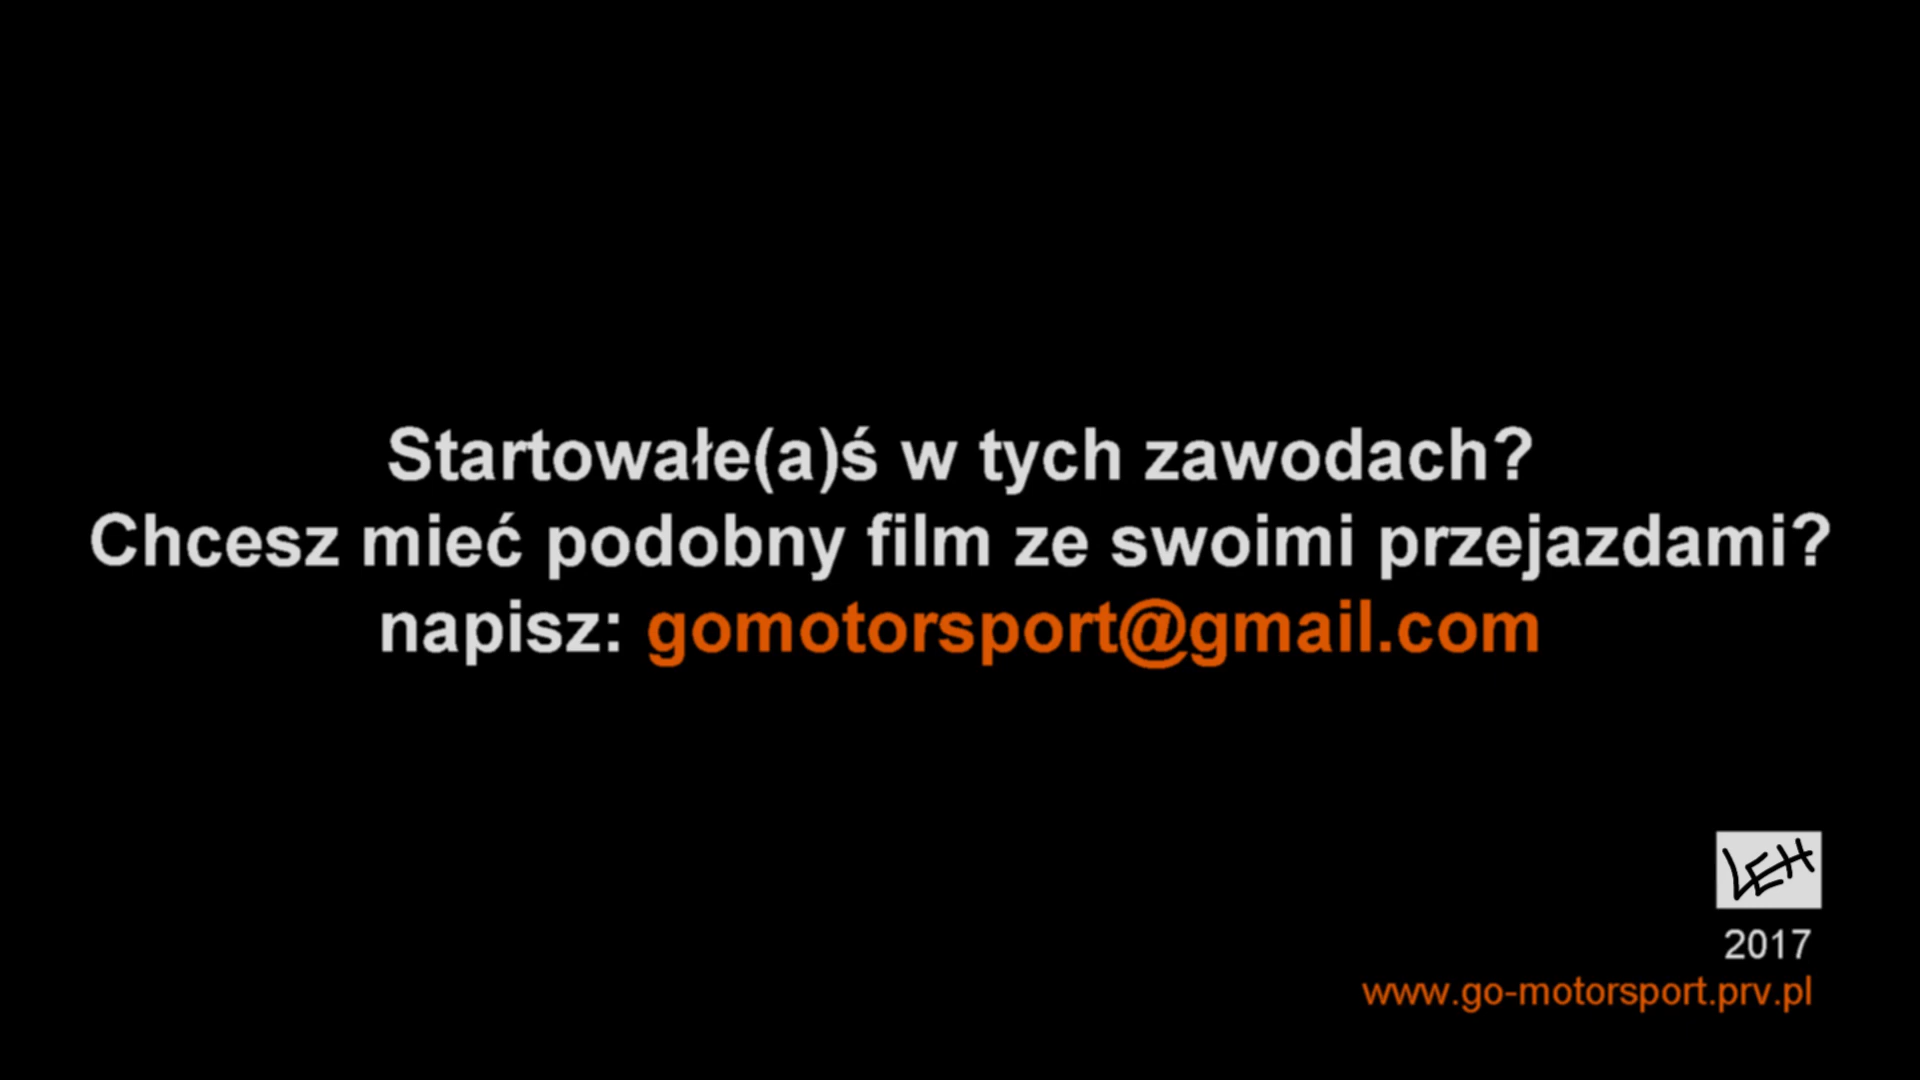 Startowałe(a)ś w tych zawodach?
Chcesz mieć podobny film ze swoimi przejazdami?
napisz: gomotorsport@gmail.com
LEH
2017
www.go-motorsport.prv.pl